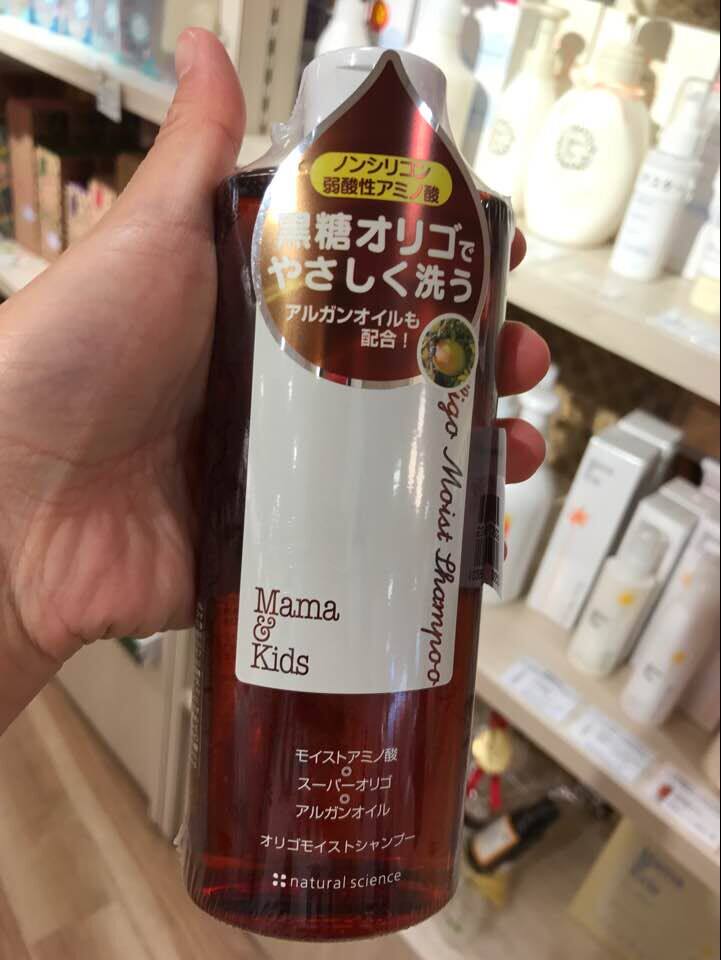 ノンシリコン
弱酸性アミノ酸
黒糖オリゴで
やさしく洗う
アルガンオイルも
配合！
Moist Shampoo
Mama
&
Kids
モイストアミノ酸
スーパーオリゴ
アルガンオイル
オリゴモイストシャンプー
natural science